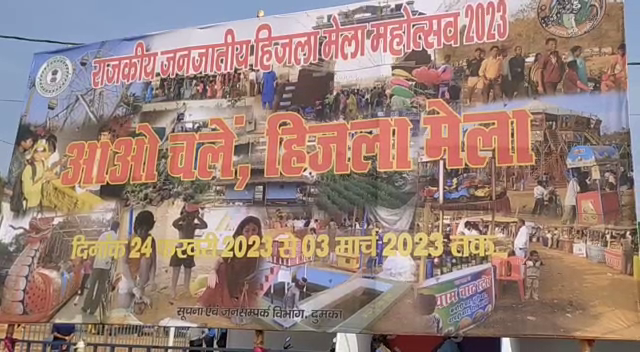 राजकीय जनजातीय हिजला मेला महोत्सव 2023
आओ चलें, हिजला मेला
दिनांक 24 फरवरी 2023 से 03 मार्च 2023 तक
सूचना एवं जनसम्पर्क विभाग, दुमका